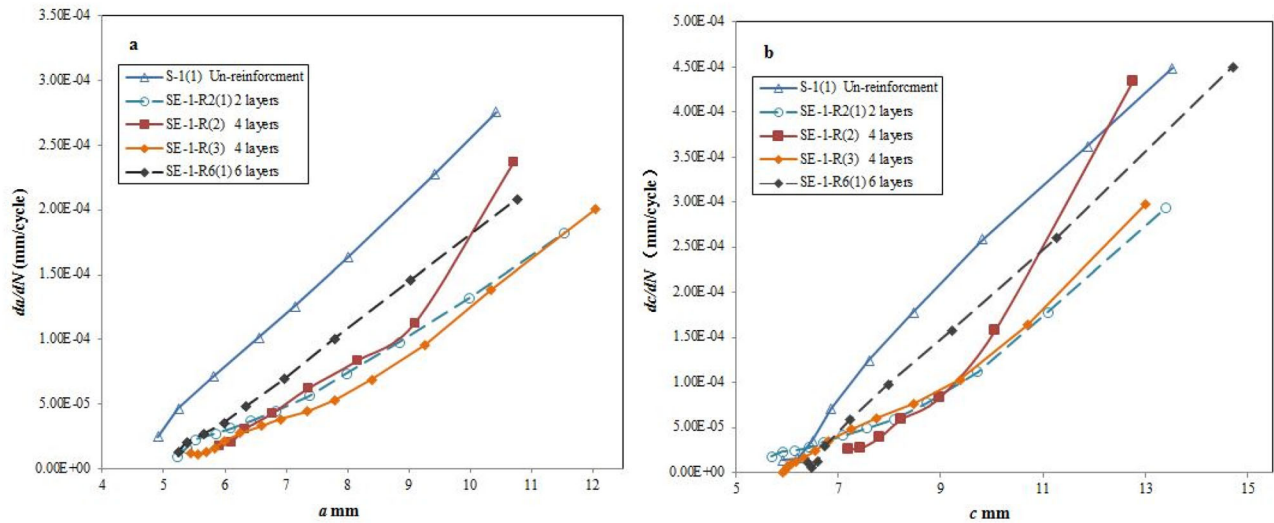 a
S-1(1) Un-reinforcment
SE-1-R2(1) 2 layers
SE-1-R(2) 4 layers
SE-1-R(3) 4 layers
SE-1-R6(1) 6 layers
3.50E-04
3.00E-04
2.50E-04
2.00E-04
1.50E-04
1.00E-04
5.00E-05
0.00E+00
da/dN (mm/cycle)
4 5 6 7 8 9 10 11 12
a mm
b
S-1(1) Un-reinforcment
SE-1-R2(1) 2 layers
SE-1-R(2) 4 layers
SE-1-R(3) 4 layers
SE-1-R6(1) 6 layers
5.00E-04
4.50E-04
4.00E-04
3.50E-04
3.00E-04
2.50E-04
2.00E-04
1.50E-04
1.00E-04
5.00E-05
0.00E+00
dc/dN （mm/cycle）
5 7 9 11 13 15
c mm